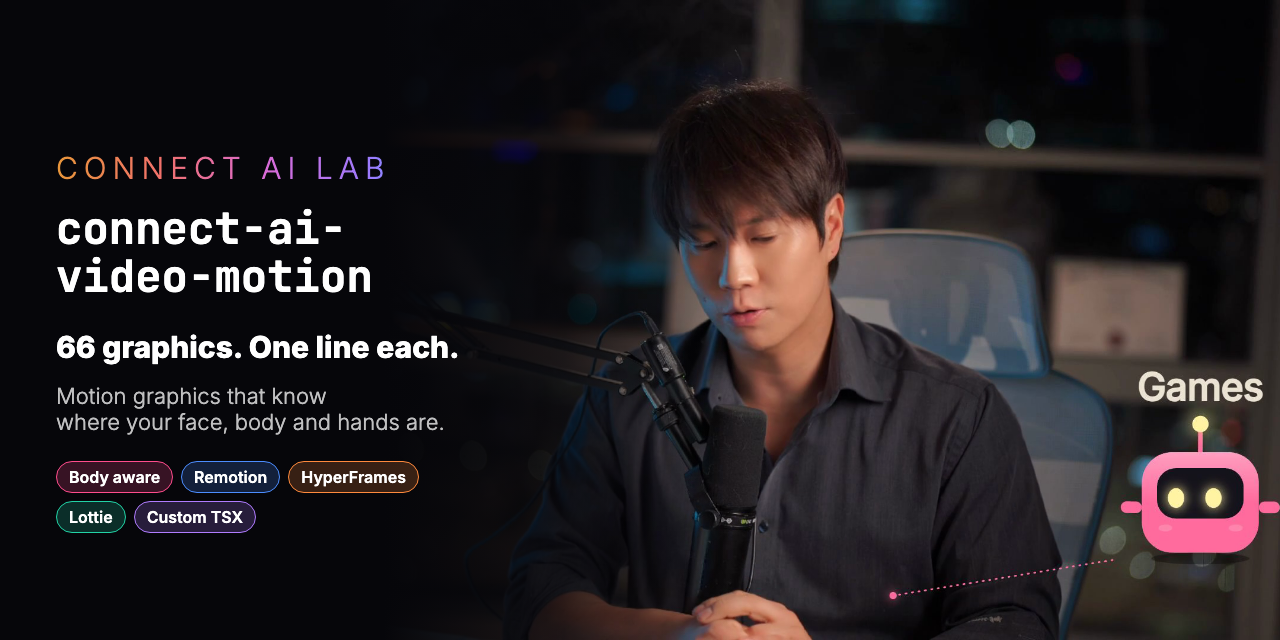 CONNECT AI LAB
connect-ai-
video-motion
66 graphics. One line each.
Motion graphics that know
where your face, body and hands are.
Body aware
Remotion
HyperFrames
Lottie
Custom TSX
Games